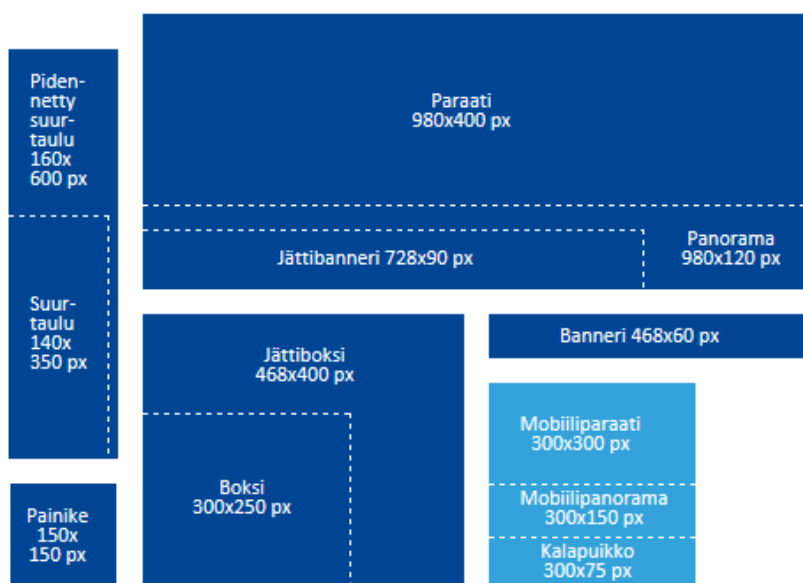 Piden-
netty
suur-
taulu
160x
600 px
Suur-
taulu
140x
350 px
Painike
150x
150 px
Paraati
980x400 px
Panorama
980x120 px
Jättibanneri 728x90 px
Jättiboksi
468x400 px
Boksi
300x250 px
Banneri 468x60 px
Mobiiliparaati
300x300 px
Mobiilipanorama
300x150 px
Kalapuikko
300x75 px